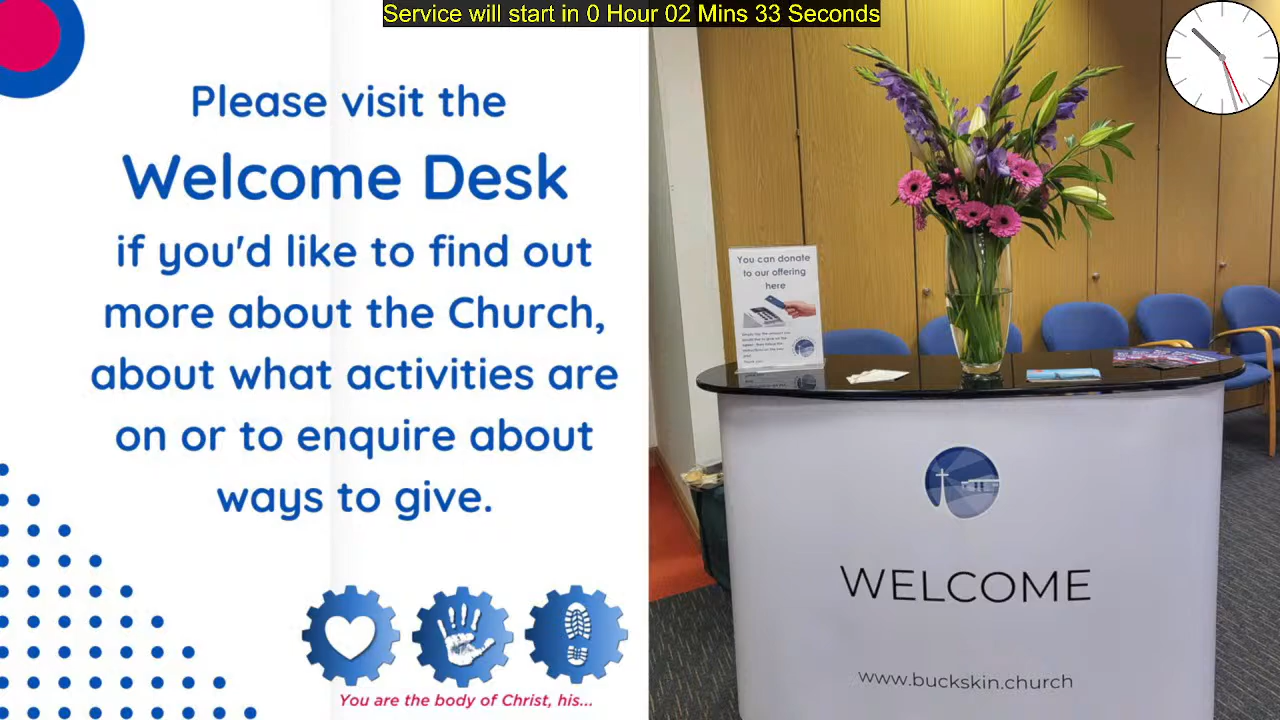 Service will start in 0 Hour 02 Mins 33 Seconds
Please visit the
Welcome Desk
if you'd like to find out
more about the Church,
about what activities are
on or to enquire about
ways to give.
You are the body of Christ, his...
You can donate
to our offering
here
WELCOME
www.buckskin.church